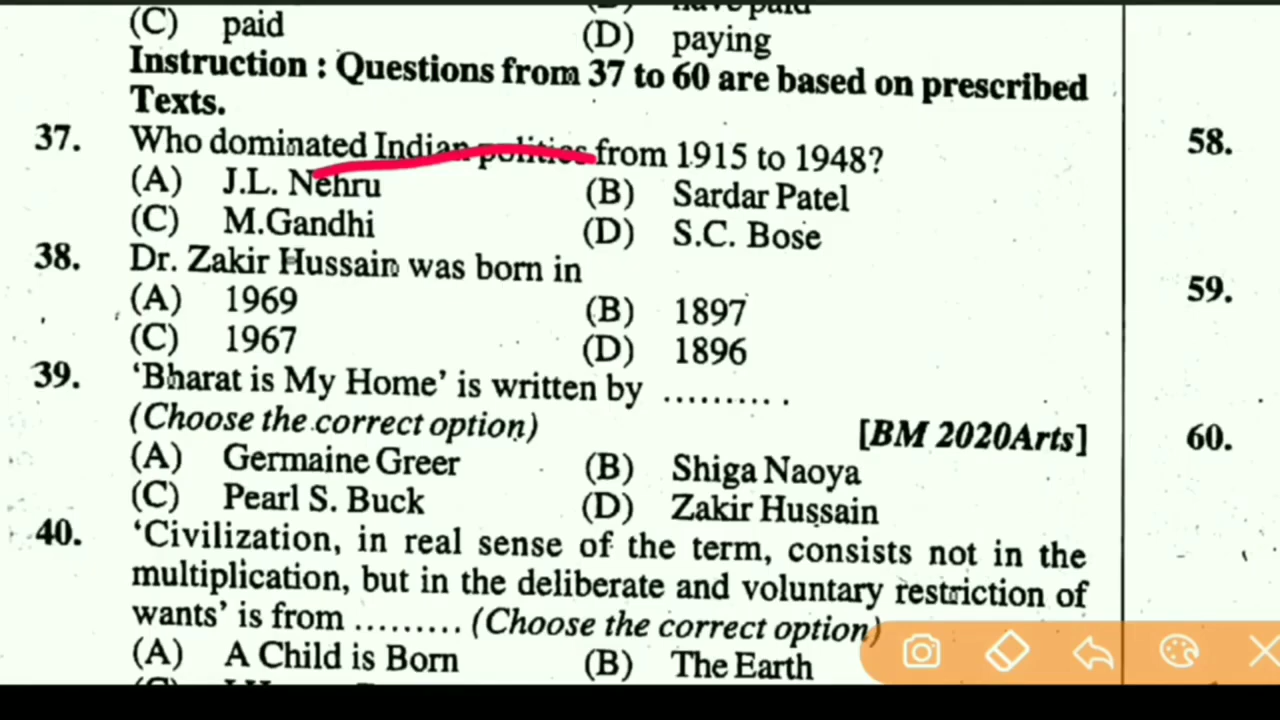 (C) paid
(D) paying
Instruction : Questions from 37 to 60 are based on prescribed
Texts.
37. Who dominated Indian politics from 1915 to 1948?
(A) J.L. Nehru (B) Sardar Patel
(C) M.Gandhi (D) S.C. Bose
38. Dr. Zakir Hussain was born in
(A) 1969 (B) 1897
(C) 1967 (D) 1896
39. 'Bharat is My Home' is written by ..........
(Choose the correct option) [BM 2020Arts]
(A) Germaine Greer (B) Shiga Naoya
(C) Pearl S. Buck (D) Zakir Hussain
40. 'Civilization, in real sense of the term, consists not in the
multiplication, but in the deliberate and voluntary restriction of
wants' is from ......... (Choose the correct option)
(A) A Child is Born (B) The Earth
58.
59.
60.